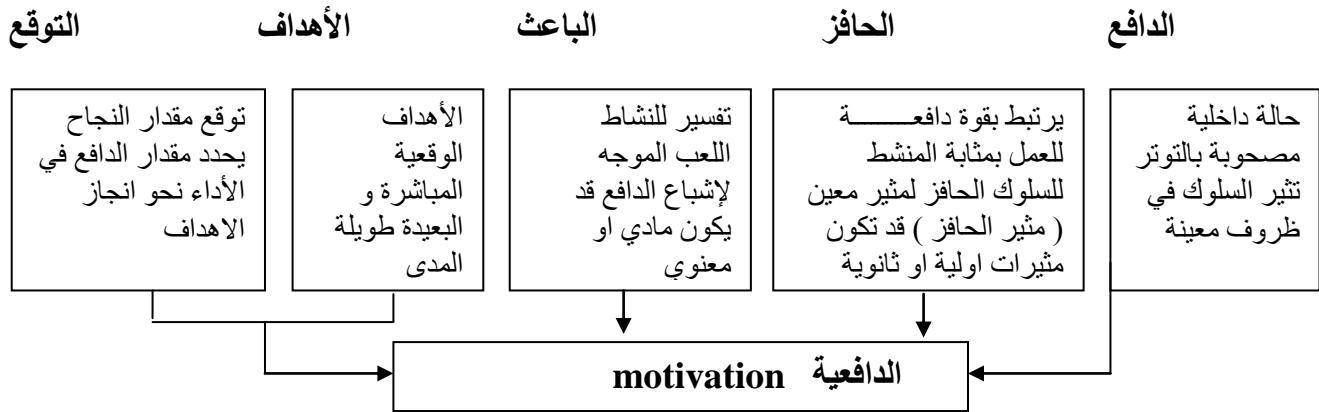 الدافع
الحافز
الباعث
الأهداف
التوقع
حالة داخلية
مصحوبة بالتوتر
تثير السلوك في
ظروف معينة
يرتبط بقوة دافعـــــــــة
للعمل بمثابة المنشط
للسلوك الحافز لمثير معين
( مثير الحافز ) قد تكون
مثيرات اولية او ثانوية
تفسير للنشاط
اللعب الموجه
لإشباع الدافع قد
يكون مادي او
معنوي
الأهداف
الوقعية
المباشرة و
البعيدة طويلة
المدى
توقع مقدار النجاح
يحدد مقدار الدافع في
الأداء نحو انجاز
الاهداف
الدافعية motivation